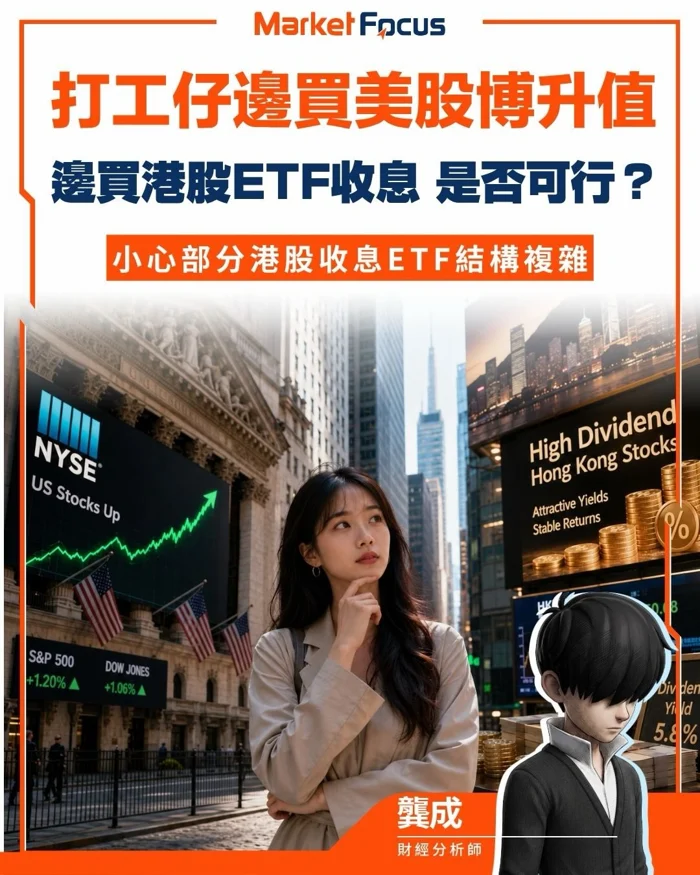 Market Focus
打工仔邊買美股博升值
邊買港股ETF收息 是否可行？
小心部分港股收息ETF結構複雜
NYSE
US Stocks Up
S&P 500
+1.20% ▲
DOW JONES
+1.06% ▲
High Dividend
Hong Kong Stocks
Attractive Yields
Stable Returns
%
HK
0.08
Yield
5.8%
龔成
財經分析師